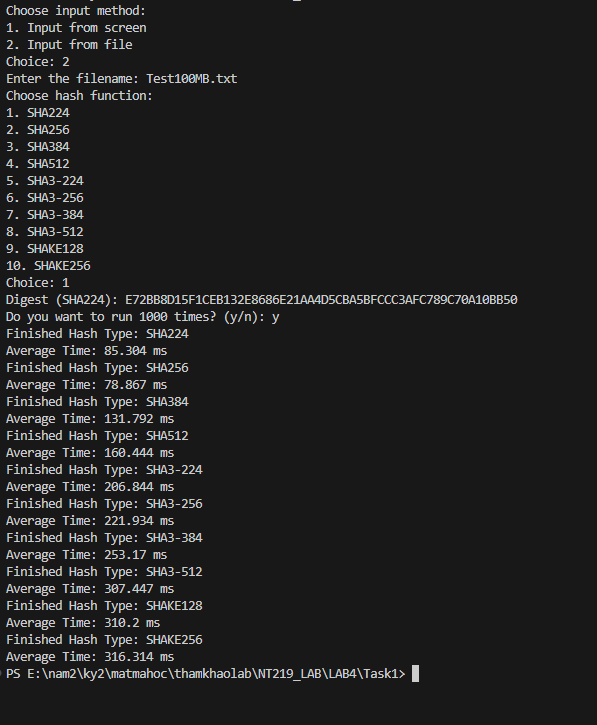 Choose input method:
1. Input from screen
2. Input from file
Choice: 2
Enter the filename: Test100MB.txt
Choose hash function:
1. SHA224
2. SHA256
3. SHA384
4. SHA512
5. SHA3-224
6. SHA3-256
7. SHA3-384
8. SHA3-512
9. SHAKE128
10. SHAKE256
Choice: 1
Digest (SHA224): E72BB8D15F1CEB132E8686E21AA4D5CBA5BFCCC3AFC789C70A10BB50
Do you want to run 1000 times? (y/n): y
Finished Hash Type: SHA224
Average Time: 85.304 ms
Finished Hash Type: SHA256
Average Time: 78.867 ms
Finished Hash Type: SHA384
Average Time: 131.792 ms
Finished Hash Type: SHA512
Average Time: 160.444 ms
Finished Hash Type: SHA3-224
Average Time: 206.844 ms
Finished Hash Type: SHA3-256
Average Time: 221.934 ms
Finished Hash Type: SHA3-384
Average Time: 253.17 ms
Finished Hash Type: SHA3-512
Average Time: 307.447 ms
Finished Hash Type: SHAKE128
Average Time: 310.2 ms
Finished Hash Type: SHAKE256
Average Time: 316.314 ms
PS E:\nam2\ky2\matmahoc\thamkhaolab\NT219_LAB\LAB4\Task1>